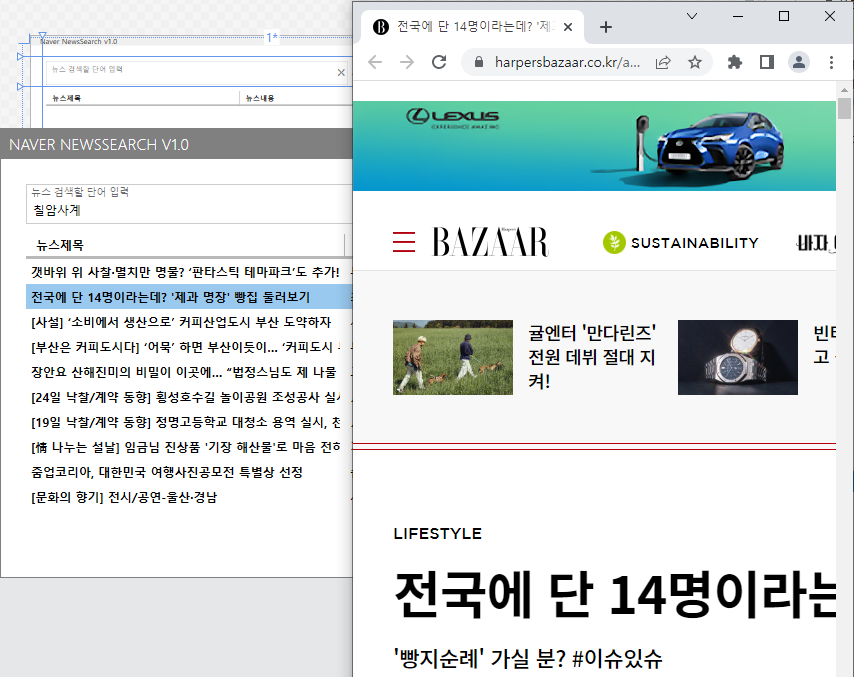 Naver NewsSearch v1.0
1*
뉴스 검색할 단어 입력
뉴스제목
뉴스내용
NAVER NEWSSEARCH V1.0
뉴스 검색할 단어 입력
칠암사계
뉴스제목
갯바위 위 사찰·멸치만 명물? ‘판타스틱 테마파크’도 추가!
전국에 단 14명이라는데? '제과 명장' 빵집 둘러보기
[사설] ‘소비에서 생산으로’ 커피산업도시 부산 도약하자
[부산은 커피도시다] ‘어묵’ 하면 부산이듯이… ‘커피도시
장안요 산해진미의 비밀이 이곳에… “법정스님도 제 나물
[24일 낙찰/계약 동향] 횡성호수길 놀이공원 조성공사 실시
[19일 낙찰/계약 동향] 정명고등학교 대청소 용역 실시, 천
[情 나누는 설날] 임금님 진상품 '기장 해산물'로 마음 전하
줌업코리아, 대한민국 여행사진공모전 특별상 선정
[문화의 향기] 전시/공연-울산·경남
전국에 단 14명이라는데? '제과
harpersbazaar.co.kr/a...
LEXUS
EXPERIENCE AMAZING
Harper's
BAZAAR
SUSTAINABILITY
바자
귤엔터 '만다린즈'
전원 데뷔 절대 지
켜!
빈티
고
LIFESTYLE
전국에 단 14명이라는
'빵지순례' 가실 분? #이슈있슈